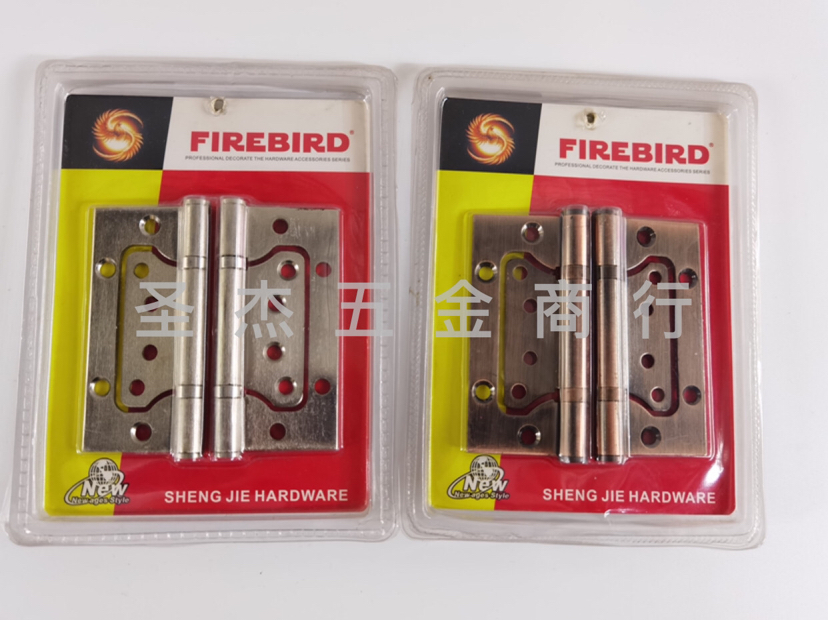 FIREBIRD®
PROFESSIONAL DECORATE THE HARDWARE ACCESSORIES SERIES
New
New ages Style
SHENG JIE HARDWARE
FIREBIRD®
PROFESSIONAL DECORATE THE HARDWARE ACCESSORIES SERIES
New
New ages Style
SHENG JIE HARDWARE
圣杰五金商行